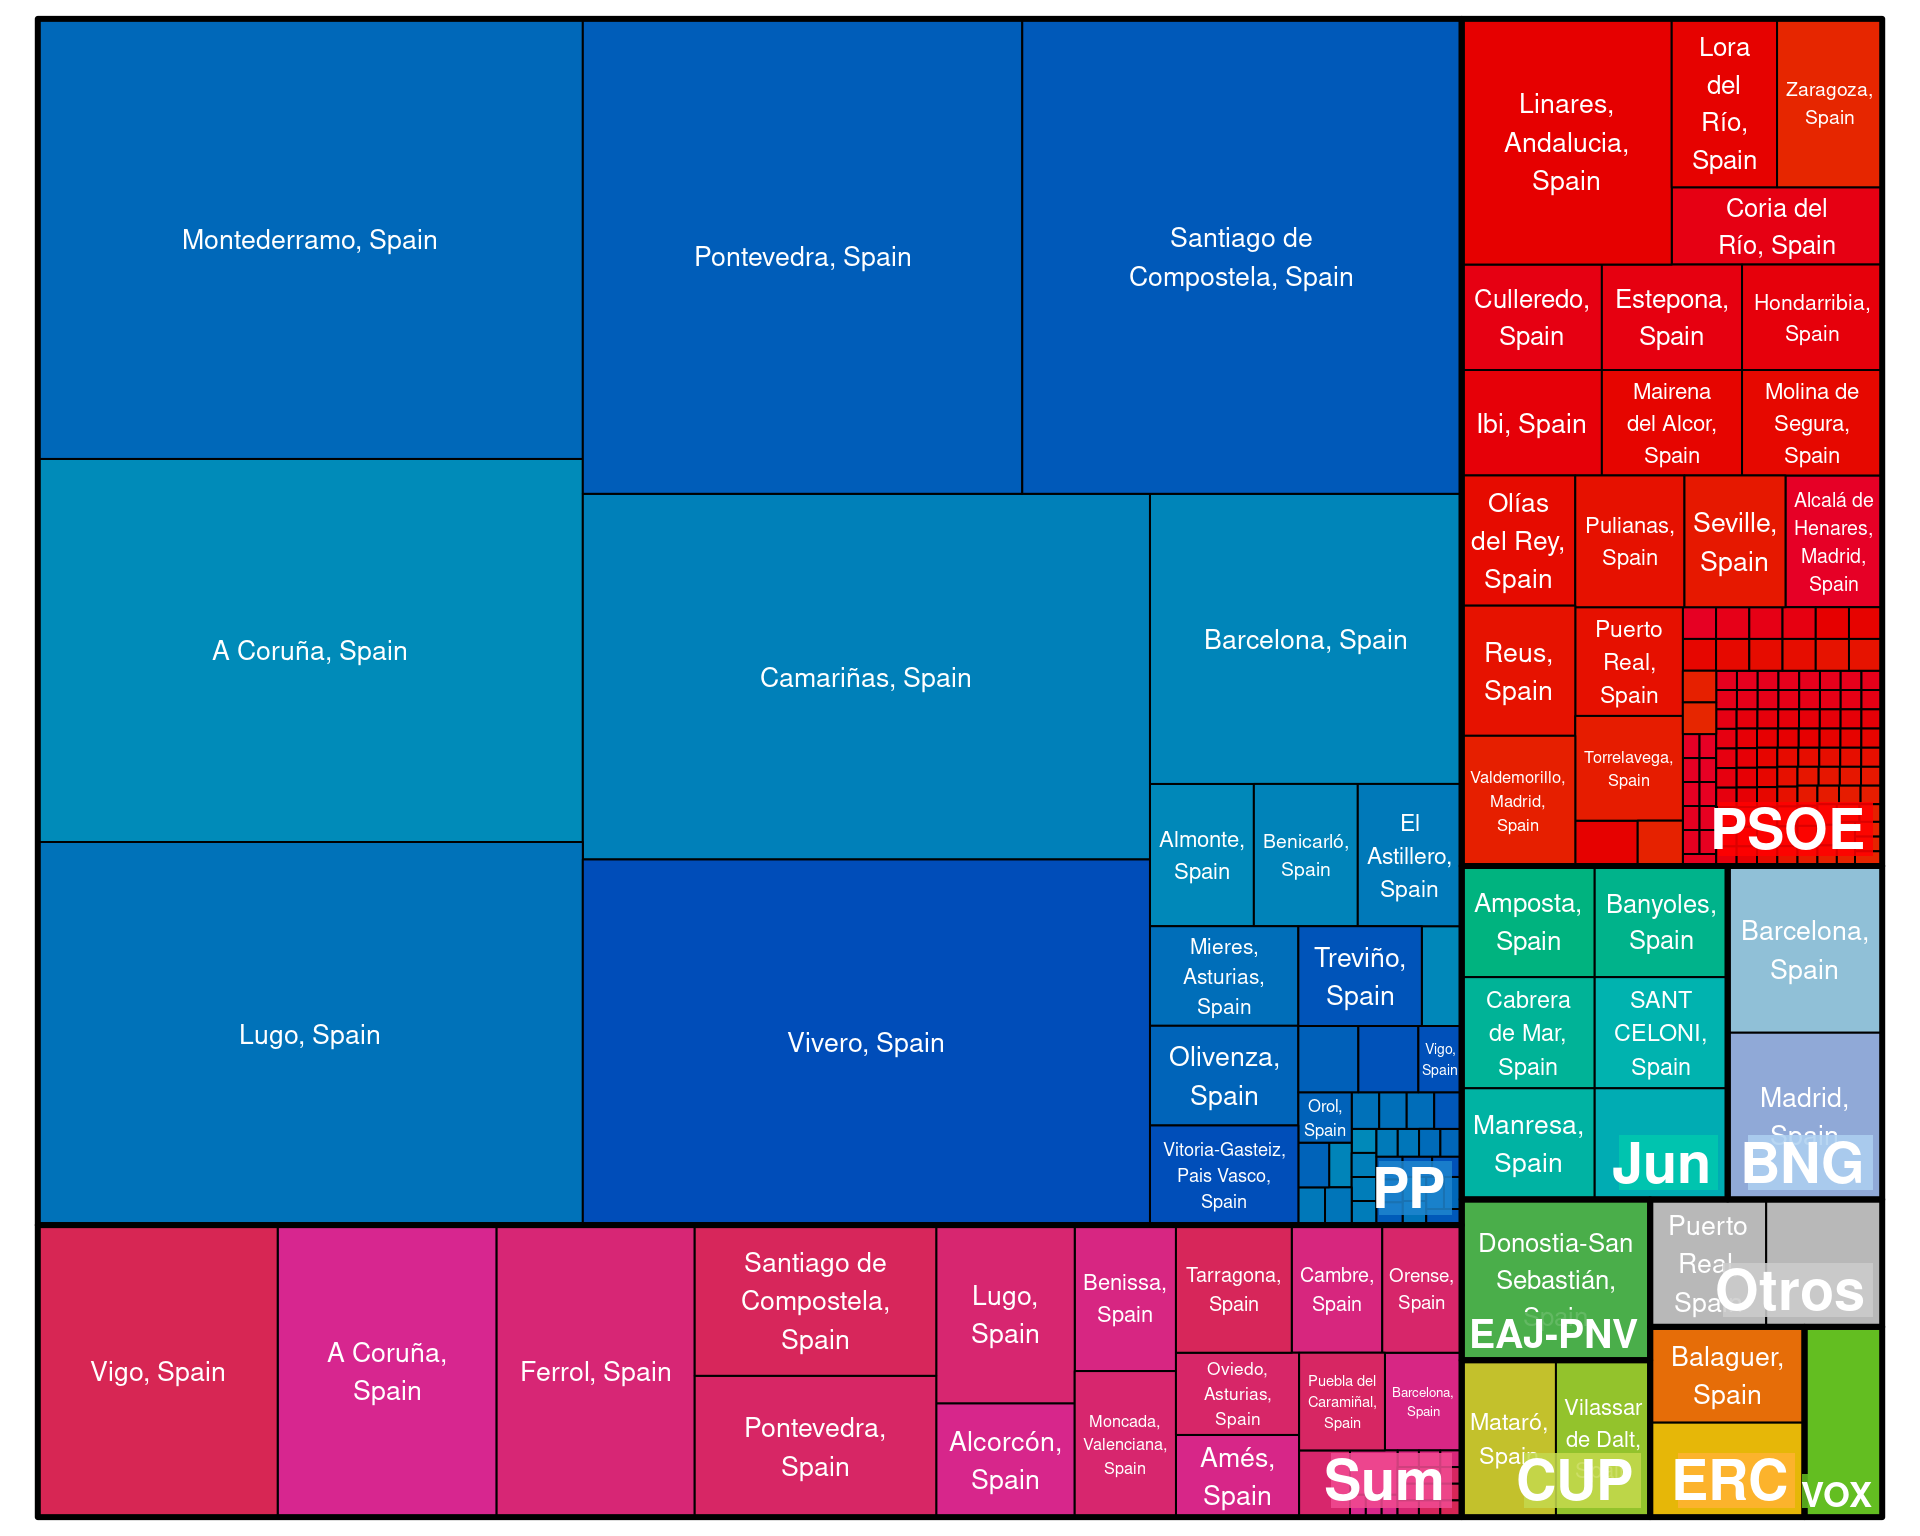 Montederramo, Spain
Pontevedra, Spain
Santiago de
Compostela, Spain
A Coruña, Spain
Camariñas, Spain
Barcelona, Spain
Lugo, Spain
Vivero, Spain
Almonte,
Spain
Benicarló,
Spain
El
Astillero,
Spain
Mieres,
Asturias,
Spain
Treviño,
Spain
Olivenza,
Spain
Vigo,
Spain
Orol,
Spain
Vitoria-Gasteiz,
Pais Vasco,
Spain
PP
Linares,
Andalucia,
Spain
Lora
del
Río,
Spain
Zaragoza,
Spain
Coria del
Río, Spain
Culleredo,
Spain
Estepona,
Spain
Hondarribia,
Spain
Ibi, Spain
Mairena
del Alcor,
Spain
Molina de
Segura,
Spain
Olías
del Rey,
Spain
Pulianas,
Spain
Seville,
Spain
Alcalá de
Henares,
Madrid,
Spain
Reus,
Spain
Puerto
Real,
Spain
Valdemorillo,
Madrid,
Spain
Torrelavega,
Spain
PSOE
Amposta,
Spain
Banyoles,
Spain
Cabrera
de Mar,
Spain
SANT
CELONI,
Spain
Manresa,
Spain
Jun
Barcelona,
Spain
Madrid,
Spain
BNG
Vigo, Spain
A Coruña,
Spain
Ferrol, Spain
Santiago de
Compostela,
Spain
Pontevedra,
Spain
Lugo,
Spain
Alcorcón,
Spain
Benissa,
Spain
Moncada,
Valenciana,
Spain
Tarragona,
Spain
Cambre,
Spain
Orense,
Spain
Oviedo,
Asturias,
Spain
Puebla del
Caramiñal,
Spain
Barcelona,
Spain
Amés,
Spain
Sum
Donostia-San
Sebastián,
Spain
EAJ-PNV
Puerto
Real,
Spain
Otros
Mataró,
Spain
Vilassar
de Dalt,
CUP
Balaguer,
Spain
ERC
VOX